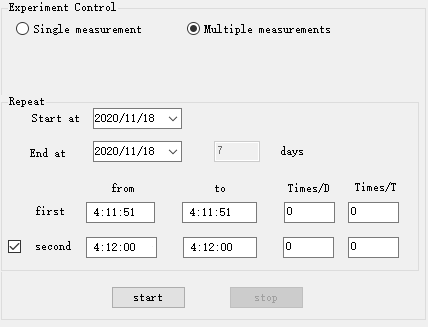 Experiment Control
Single measurement Multiple measurements
Repeat
Start at 2020/11/18
End at 2020/11/18 7 days
from to Times/D Times/T
first 4:11:51 4:11:51 0 0
second 4:12:00 4:12:00 0 0
start stop